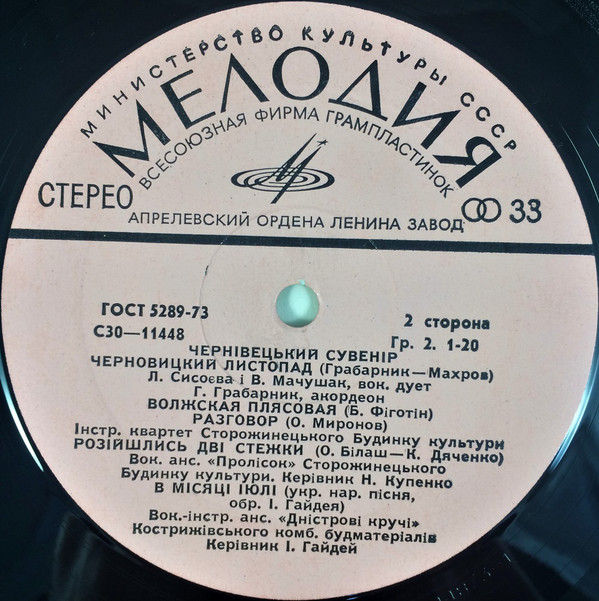 МИНИСТЕРСТВО КУЛЬТУРЫ СССР
МЕЛОДИЯ
ВСЕСОЮЗНАЯ ФИРМА ГРАМПЛАСТИНОК
СТЕРЕО
33
АПРЕЛЕВСКИЙ ОРДЕНА ЛЕНИНА ЗАВОД
ГОСТ 5289-73
2 сторона
С30—11448
Гр. 2. 1-20
ЧЕРНІВЕЦЬКИЙ СУВЕНІР
ЧЕРНОВИЦКИЙ ЛИСТОПАД (Грабарник—Махров)
Л. Сисоєва і В. Мачушак, вок. дует
Г. Грабарник, акордеон
ВОЛЖСКАЯ ПЛЯСОВАЯ (Б. Фіготін)
РАЗГОВОР (О. Миронов)
Інстр. квартет Сторожинецького Будинку культури
РОЗІЙШЛИСЬ ДВІ СТЕЖКИ (О. Білаш—К. Дяченко)
Вок. анс. «Пролісок» Сторожинецького
Будинку культури. Керівник Н. Купенко
В МІСЯЦІ ІЮЛІ (укр. нар. пісня,
обр. І. Гайдея)
Вок.-інстр. анс. «Дністрові кручі»
Кострижівського комб. будматеріалів
Керівник І. Гайдей